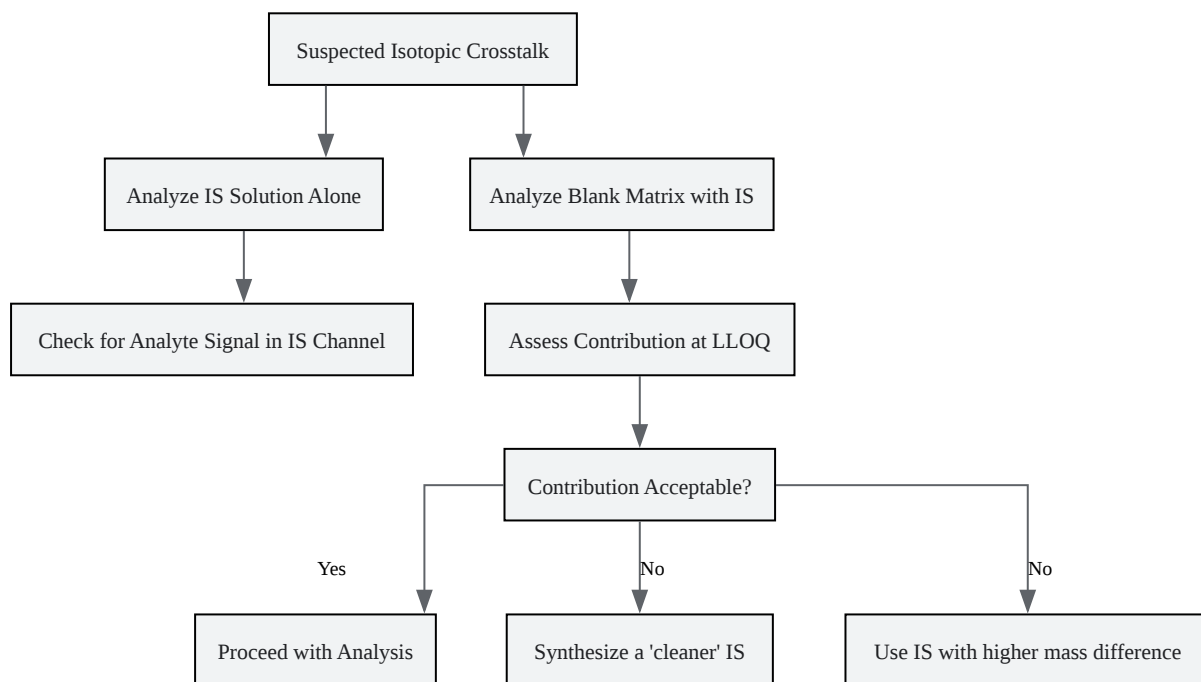 Suspected Isotopic Crosstalk
Analyze IS Solution Alone
Analyze Blank Matrix with IS
Check for Analyte Signal in IS Channel
Assess Contribution at LLOQ
Contribution Acceptable?
Yes
No
No
Proceed with Analysis
Synthesize a 'cleaner' IS
Use IS with higher mass difference